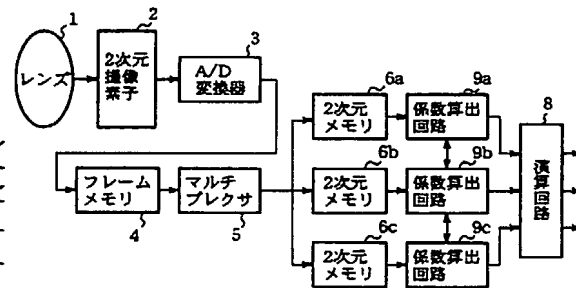 1
レンズ
2
2次元
撮像
素子
3
A/D
変換器
フレーム
メモリ
4
マルチ
プレクサ
5
6a
2次元
メモリ
6b
2次元
メモリ
6c
2次元
メモリ
9a
係数算出
回路
9b
係数算出
回路
9c
係数算出
回路
8
演算回路